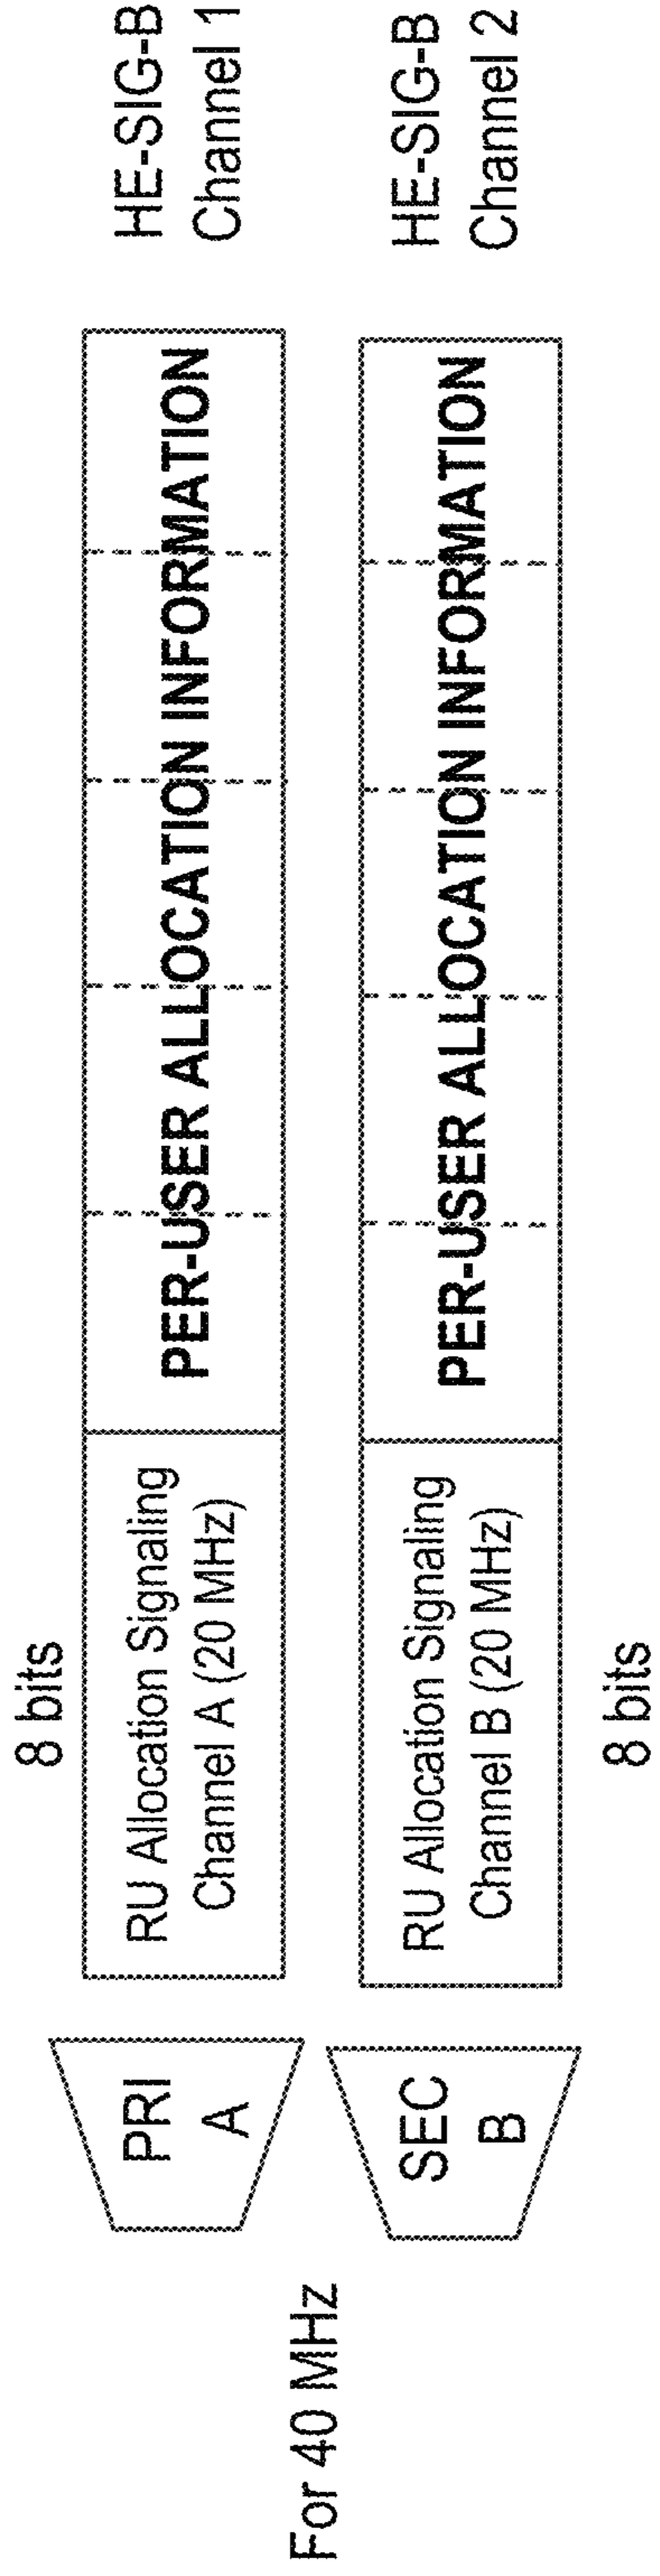 8 bits
PRI
A
RU Allocation Signaling
Channel A (20 MHz)
PER-USER ALLOCATION INFORMATION
HE-SIG-B
Channel 1
For 40 MHz
SEC
B
RU Allocation Signaling
Channel B (20 MHz)
PER-USER ALLOCATION INFORMATION
HE-SIG-B
Channel 2
8 bits